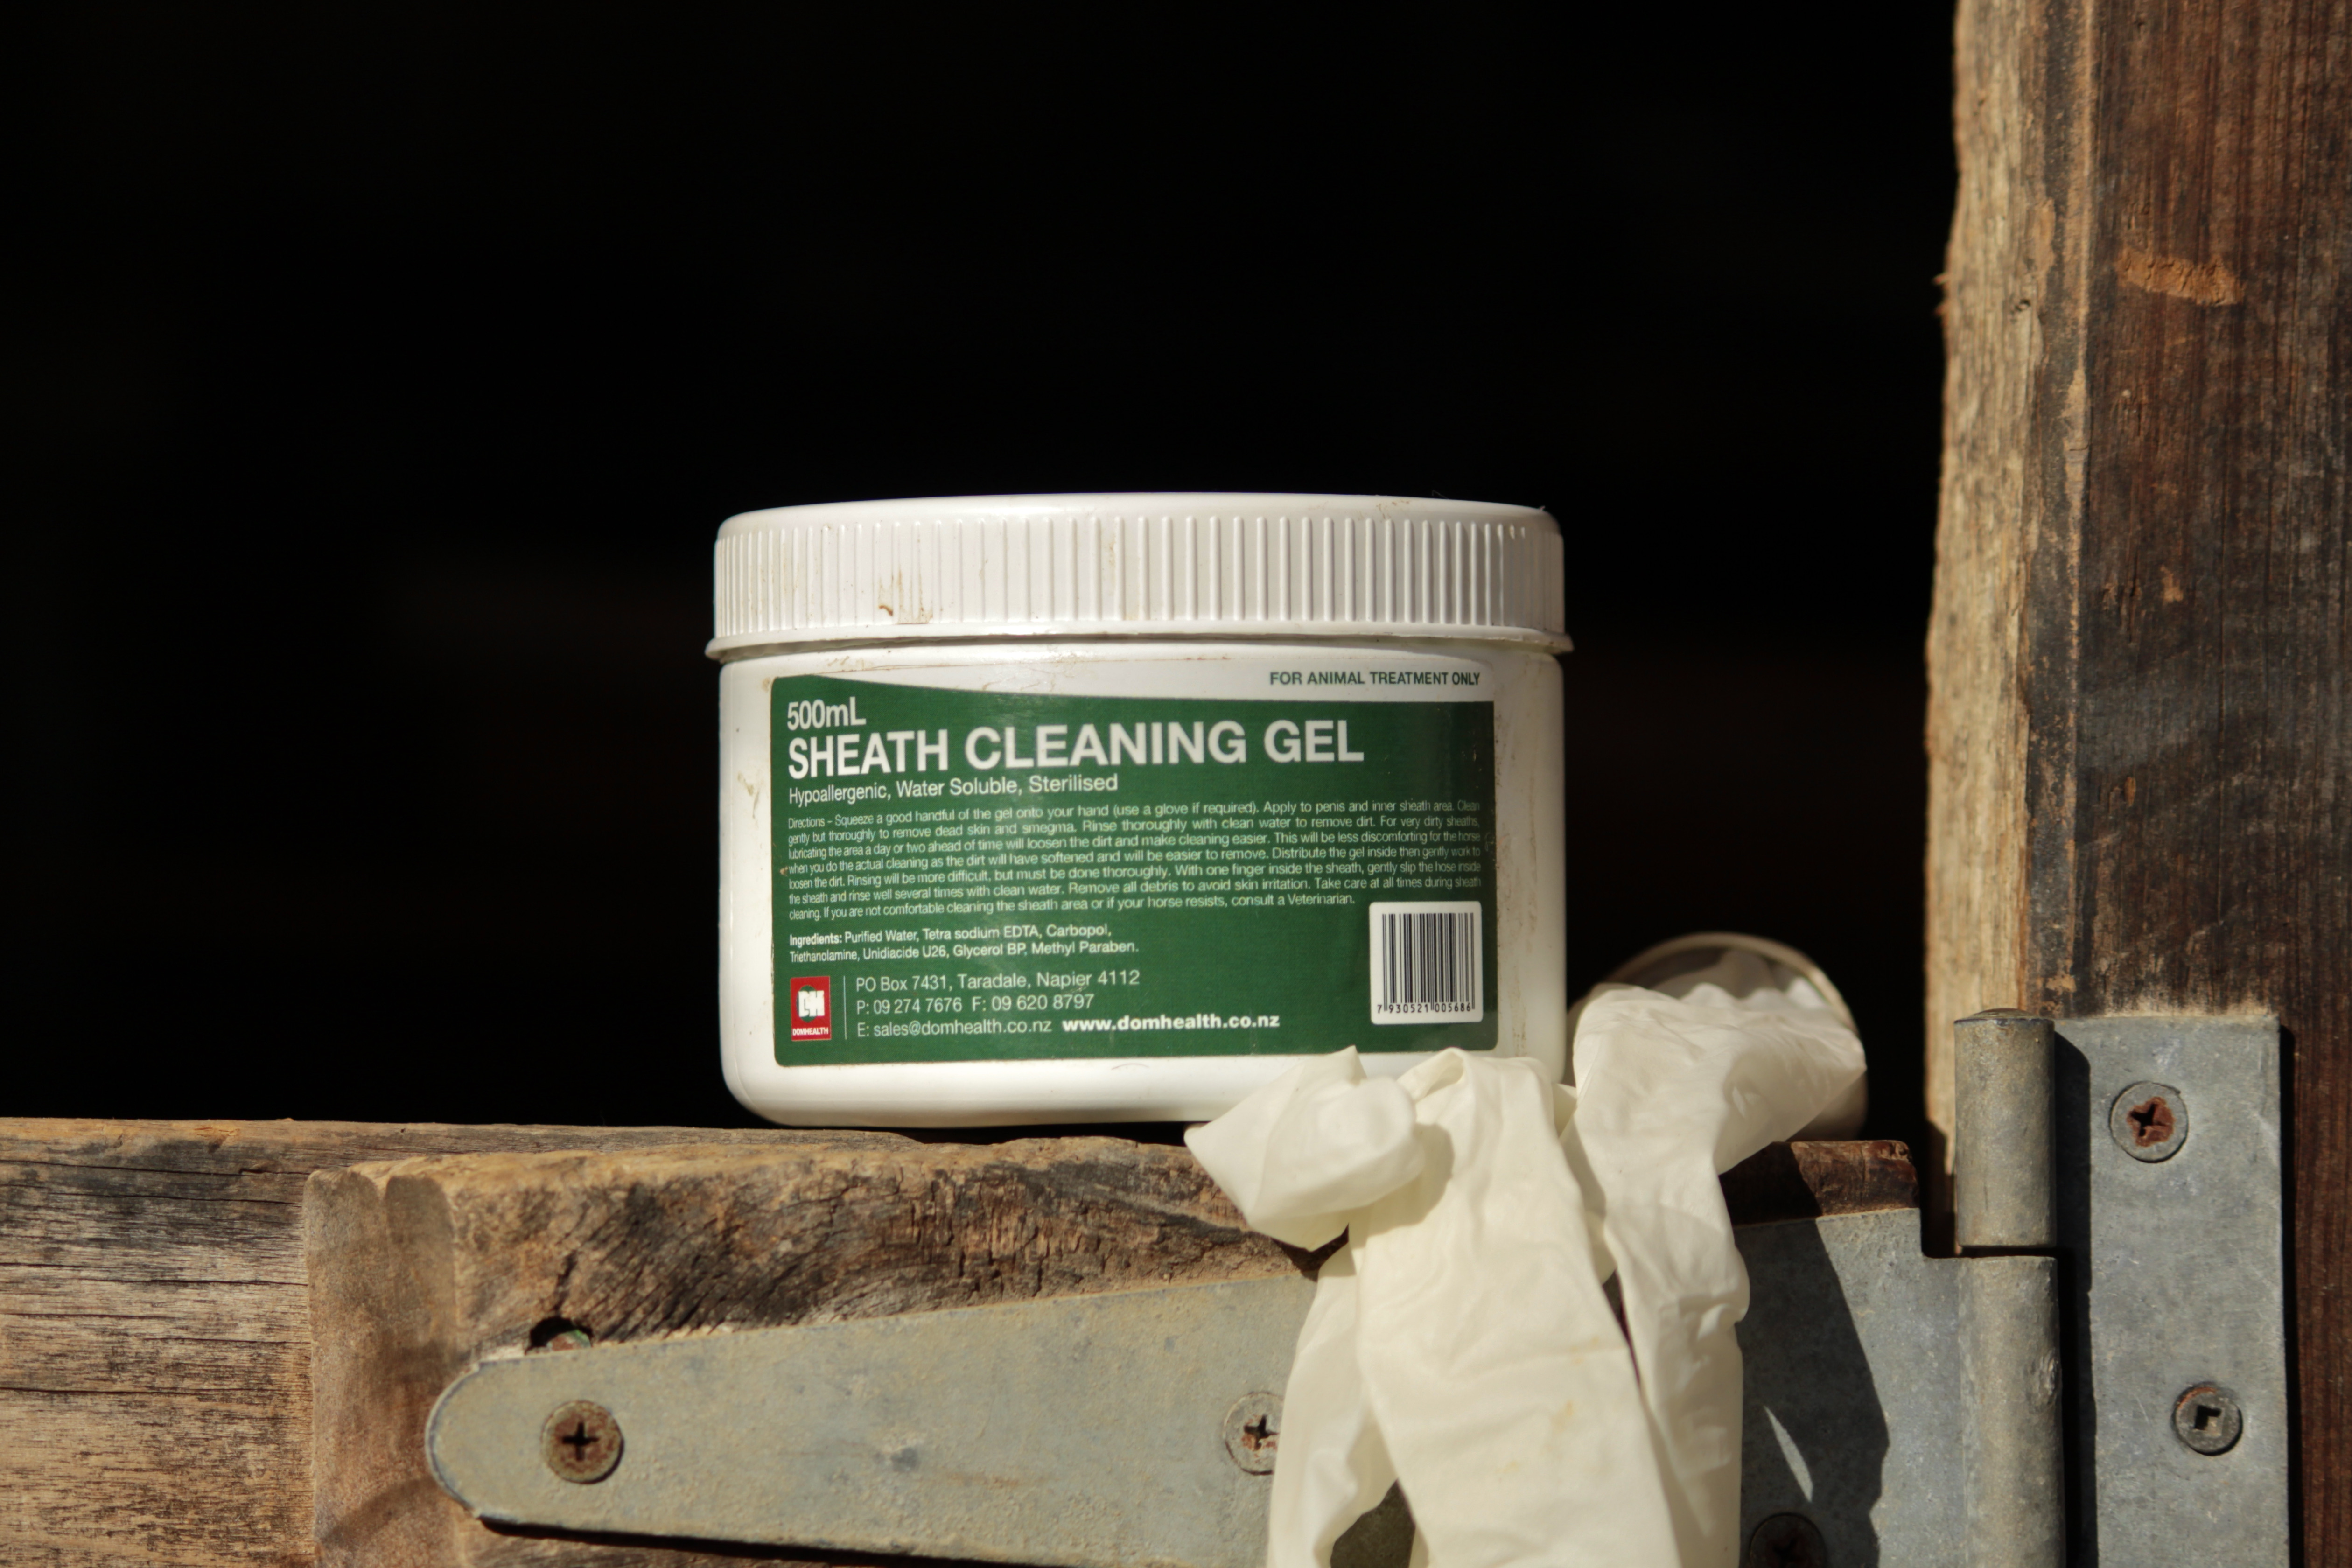 FOR ANIMAL TREATMENT ONLY
500mL
SHEATH CLEANING GEL
Hypoallergenic, Water Soluble, Sterilised
Directions - Squeeze a good handful of the gel onto your hand (use a glove if required). Apply to penis and inner sheath area. Clean
gently but thoroughly to remove dead skin and smegma. Rinse thoroughly with clean water to remove dirt. For very dirty sheaths,
lubricating the area a day or two ahead of time will loosen the dirt and make cleaning easier. This will be less discomforting for the horse
when you do the actual cleaning as the dirt will have softened and will be easier to remove. Distribute the gel inside then gently work to
loosen the dirt. Rinsing will be more difficult, but must be done thoroughly. With one finger inside the sheath, gently slip the hose inside
the sheath and rinse well several times with clean water. Remove all debris to avoid skin irritation. Take care at all times during sheath
cleaning. If you are not comfortable cleaning the sheath area or if your horse resists, consult a Veterinarian.
Ingredients: Purified Water, Tetra sodium EDTA, Carbopol,
Triethanolamine, Unidiacide U26, Glycerol BP, Methyl Paraben.
DH
DOMHEALTH
PO Box 7431, Taradale, Napier 4112
P: 09 274 7676 F: 09 620 8797
E: sales@domhealth.co.nz www.domhealth.co.nz
7 930521 005686